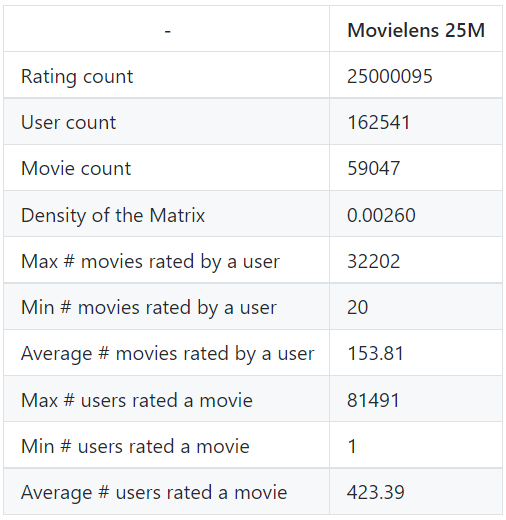 - Movielens 25M
Rating count 25000095
User count 162541
Movie count 59047
Density of the Matrix 0.00260
Max # movies rated by a user 32202
Min # movies rated by a user 20
Average # movies rated by a user 153.81
Max # users rated a movie 81491
Min # users rated a movie 1
Average # users rated a movie 423.39